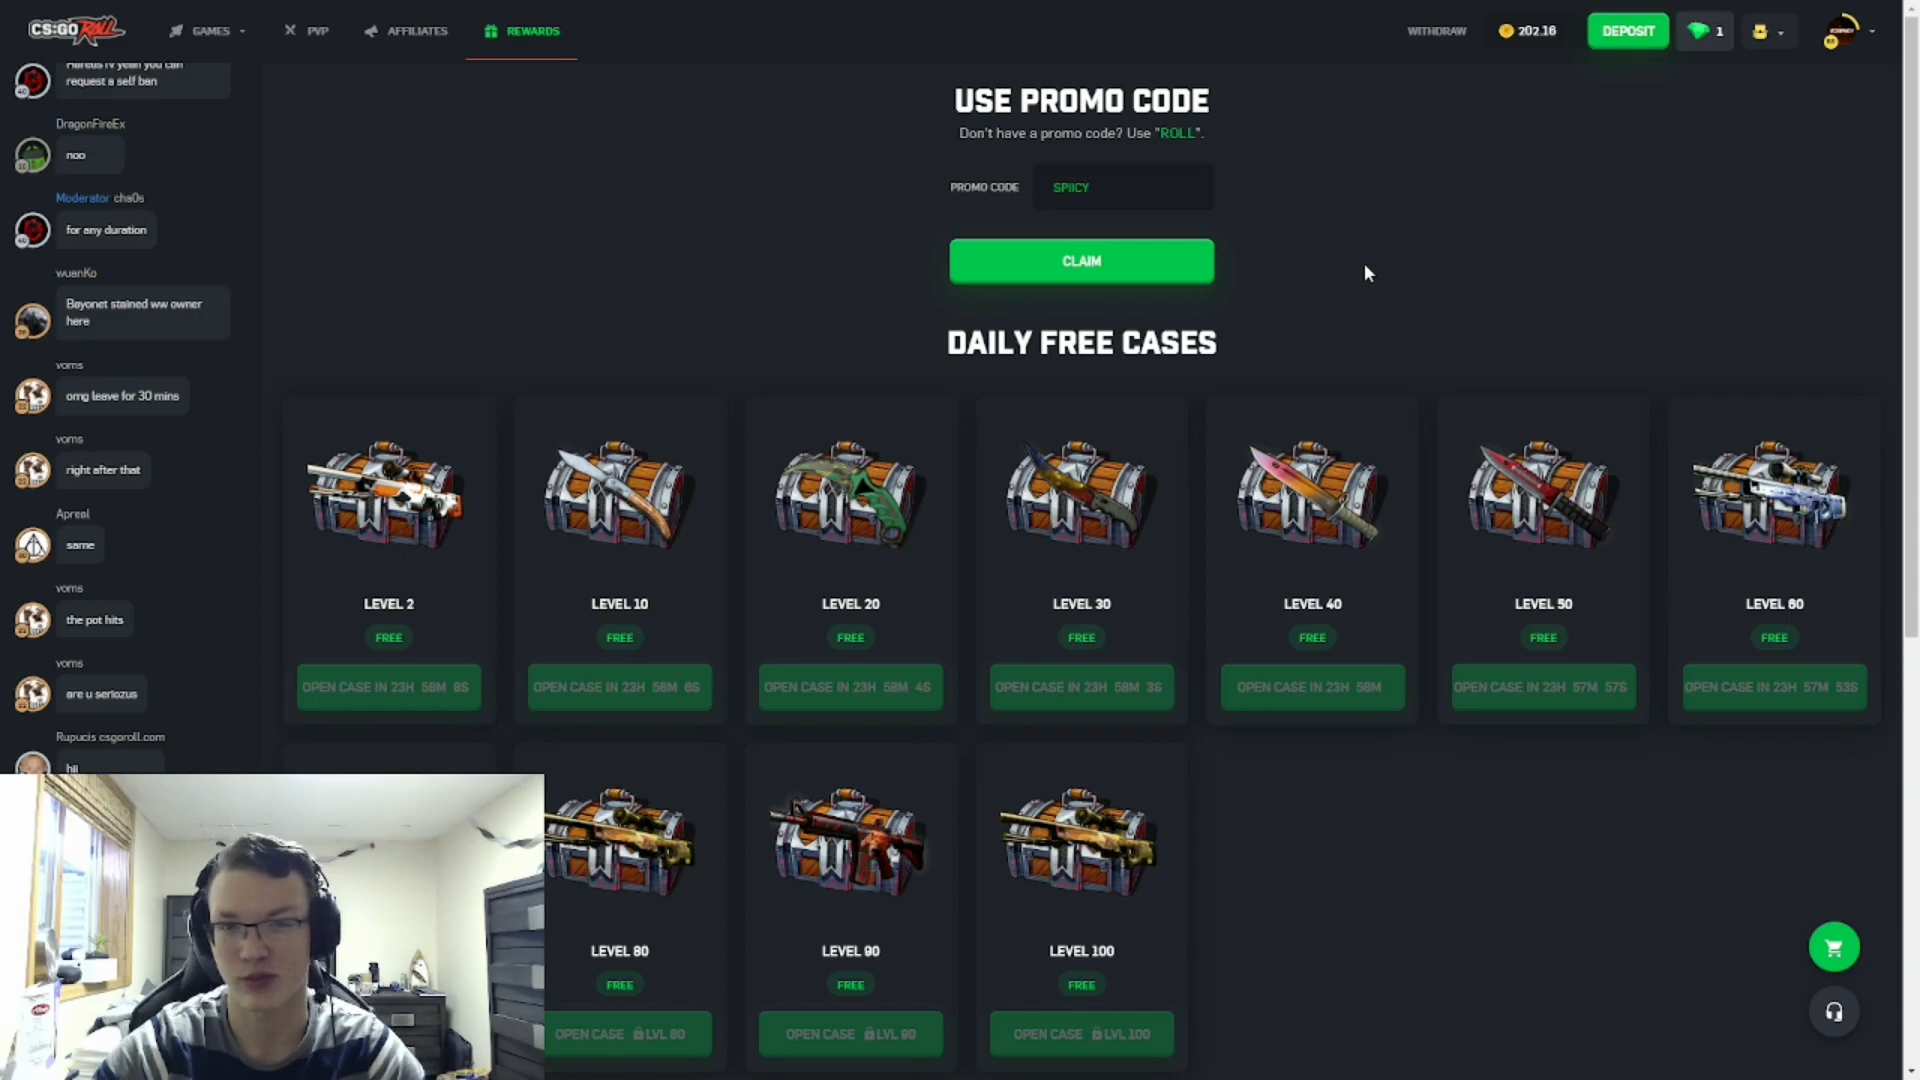 CS:GO ROLL
GAMES
PVP
AFFILIATES
REWARDS
WITHDRAW
202.16
DEPOSIT
1
request a self ban
DragonFireEx
noo
Moderator cha0s
for any duration
wuanKo
Bayonet stained ww owner
here
voms
omg leave for 30 mins
voms
right after that
Apreal
same
voms
the pot hits
voms
are u seriozus
Rupucis csgoroll.com
hii
USE PROMO CODE
Don't have a promo code? Use "ROLL".
PROMO CODE
SPIICY
CLAIM
DAILY FREE CASES
LEVEL 2
FREE
OPEN CASE IN 23H 58M 8S
LEVEL 10
FREE
OPEN CASE IN 23H 58M 6S
LEVEL 20
FREE
OPEN CASE IN 23H 58M 4S
LEVEL 30
FREE
OPEN CASE IN 23H 58M 3S
LEVEL 40
FREE
OPEN CASE IN 23H 58M
LEVEL 50
FREE
OPEN CASE IN 23H 57M 57S
LEVEL 60
FREE
OPEN CASE IN 23H 57M 53S
LEVEL 80
FREE
OPEN CASE LVL 80
LEVEL 90
FREE
OPEN CASE LVL 90
LEVEL 100
FREE
OPEN CASE LVL 100